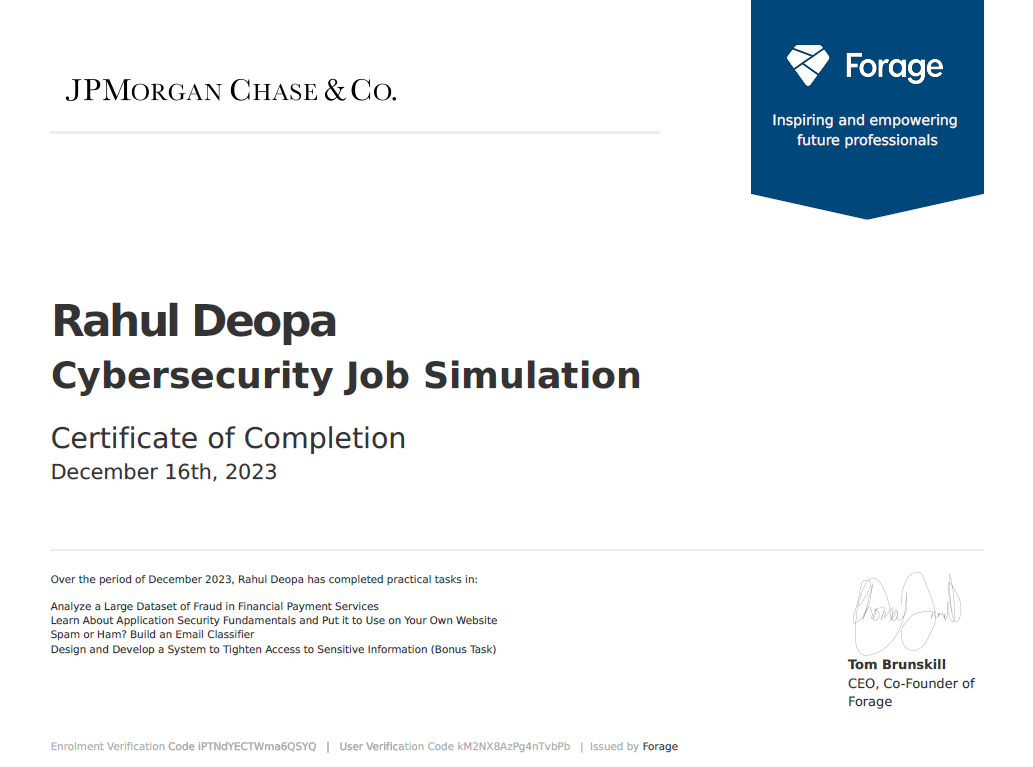 JPMORGAN CHASE & CO.
Forage
Inspiring and empowering
future professionals
Rahul Deopa
Cybersecurity Job Simulation
Certificate of Completion
December 16th, 2023
Over the period of December 2023, Rahul Deopa has completed practical tasks in:
Analyze a Large Dataset of Fraud in Financial Payment Services
Learn About Application Security Fundamentals and Put it to Use on Your Own Website
Spam or Ham? Build an Email Classifier
Design and Develop a System to Tighten Access to Sensitive Information (Bonus Task)
Tom Brunskill
CEO, Co-Founder of
Forage
Enrolment Verification Code iPTNdYECTWma6QSYQ | User Verification Code kM2NX8AzPg4nTvbPb | Issued by Forage